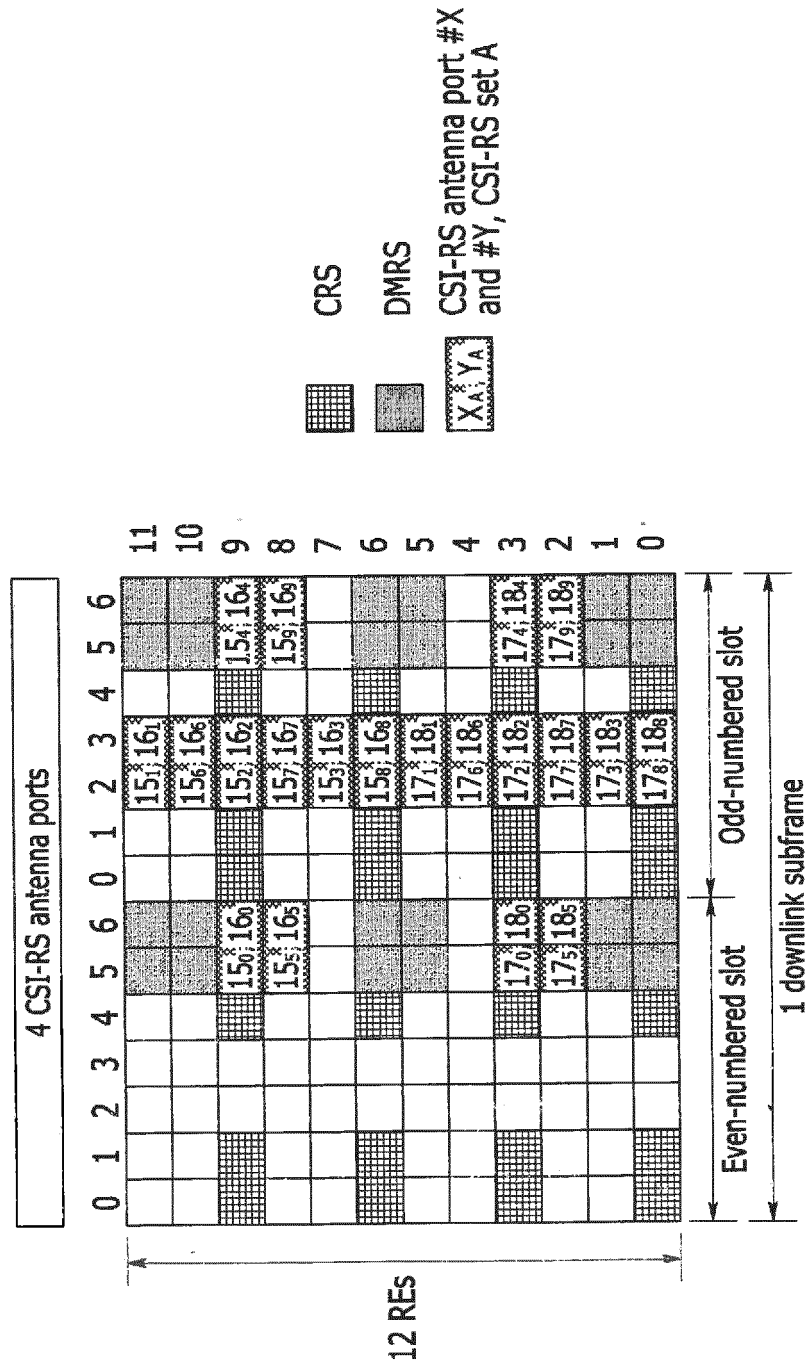 4 CSI-RS antenna ports
0 1 2 3 4 5 6 0 1 2 3 4 5 6
15₁; 16₁ 11
15₆; 16₆ 10
15₀; 16₀ 15₂; 16₂ 15₄; 16₄ 9
15₅; 16₅ 15₇; 16₇ 15₉; 16₉ 8
15₃; 16₃ 7
15₈; 16₈ 6
17₁; 18₁ 5
17₆; 18₆ 4
17₀; 18₀ 17₂; 18₂ 17₄; 18₄ 3
17₅; 18₅ 17₇; 18₇ 17₉; 18₉ 2
17₃; 18₃ 1
17₈; 18₈ 0
12 REs
Even-numbered slot
Odd-numbered slot
1 downlink subframe
CRS
DMRS
XA; YA
CSI-RS antenna port #X
and #Y, CSI-RS set A